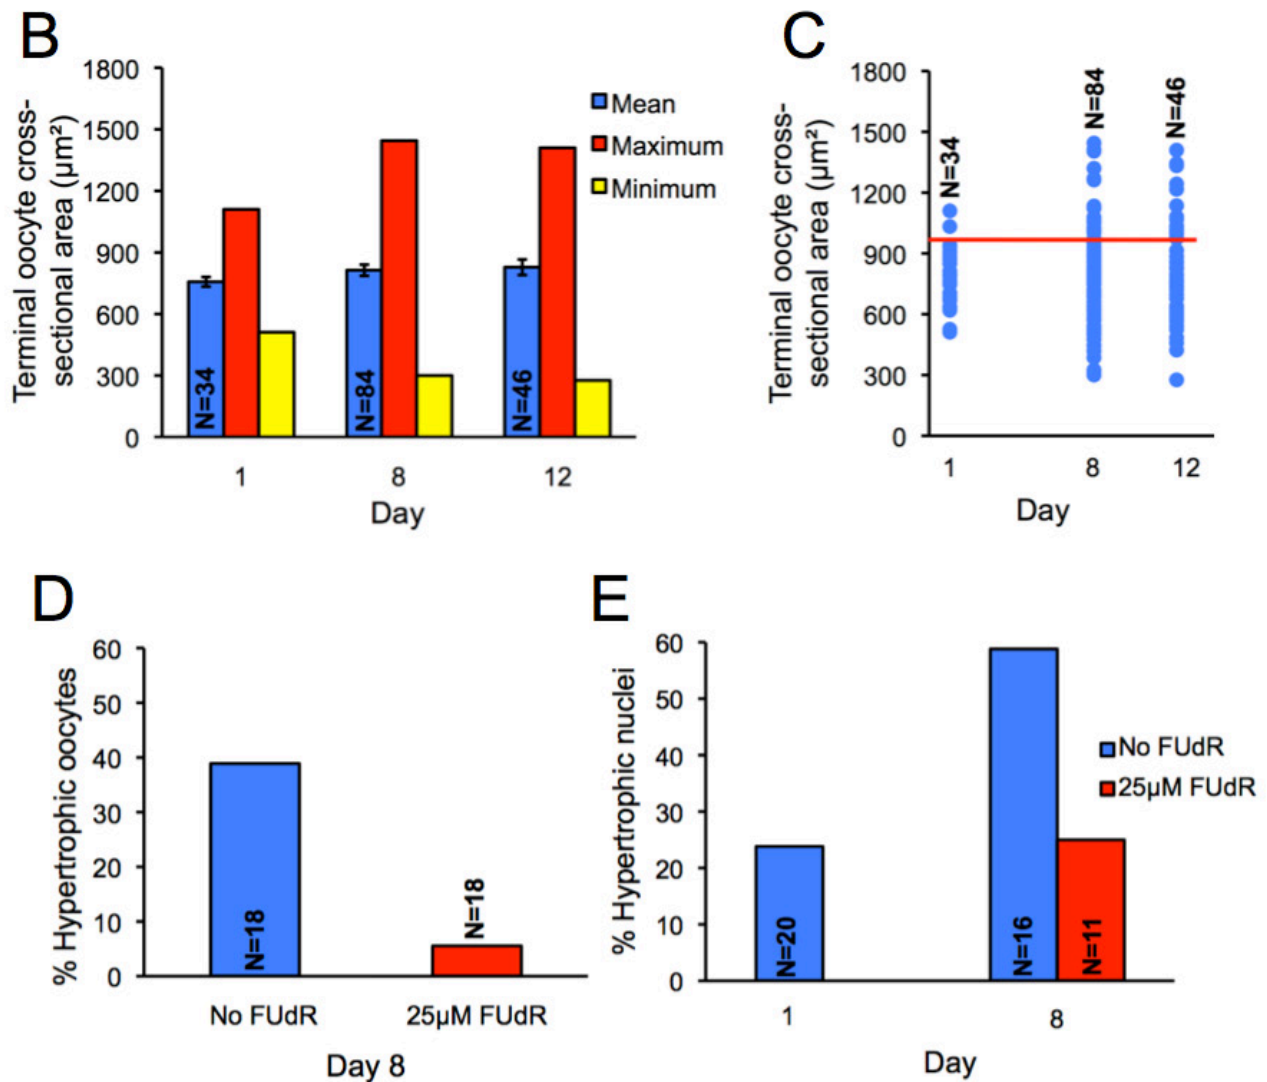 B
Terminal oocyte cross-
sectional area (µm²)
1800
1500
1200
900
600
300
0
N=34
N=84
N=46
1
8
12
Day
Mean
Maximum
Minimum
C
Terminal oocyte cross-
sectional area (µm²)
1800
1500
1200
900
600
300
0
N=34
N=84
N=46
1
8
12
Day
D
% Hypertrophic oocytes
60
50
40
30
20
10
0
N=18
N=18
No FUdR
25µM FUdR
Day 8
E
% Hypertrophic nuclei
60
50
40
30
20
10
0
N=20
N=16
N=11
1
8
Day
No FUdR
25µM FUdR